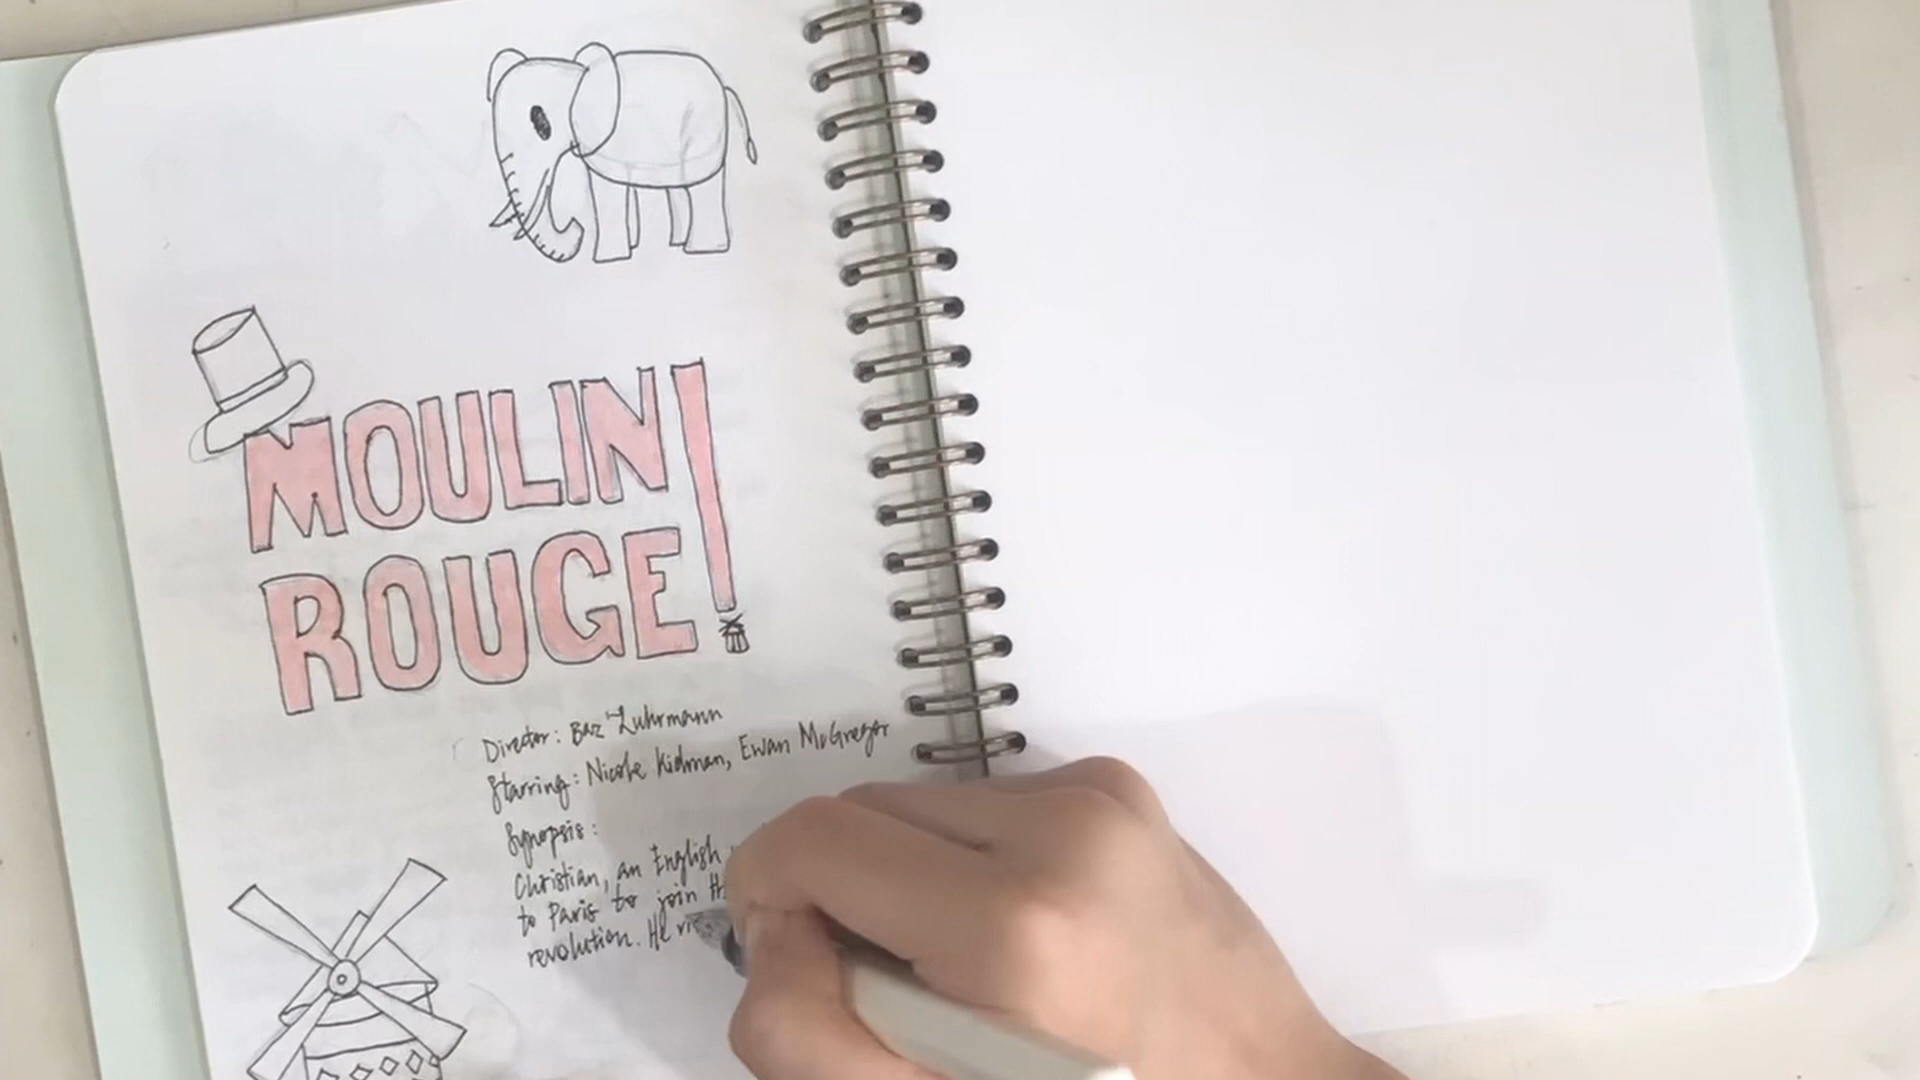 MOULIN
ROUGE!
Director: Baz Luhrmann
Starring: Nicole Kidman, Ewan McGregor
Synopsis:
Christian, an English
to Paris to join
revolution. He